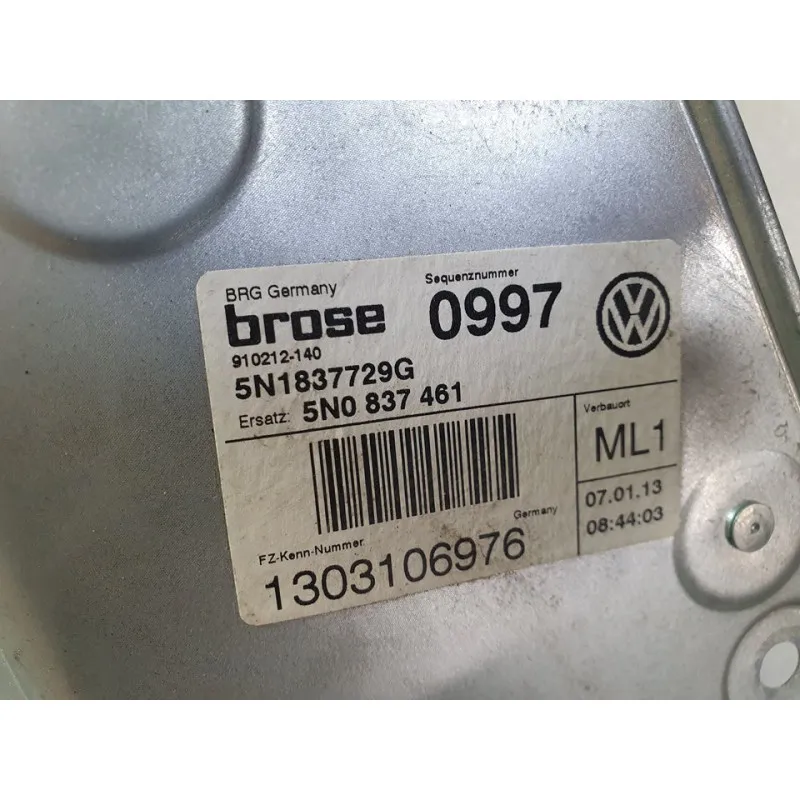 BRG Germany
brose
910212-140
5N1837729G
Ersatz: 5N0 837 461
Sequenznummer
0997
Verbauort
ML1
07.01.13
08:44:03
Germany
FZ-Kenn-Nummer
1303106976